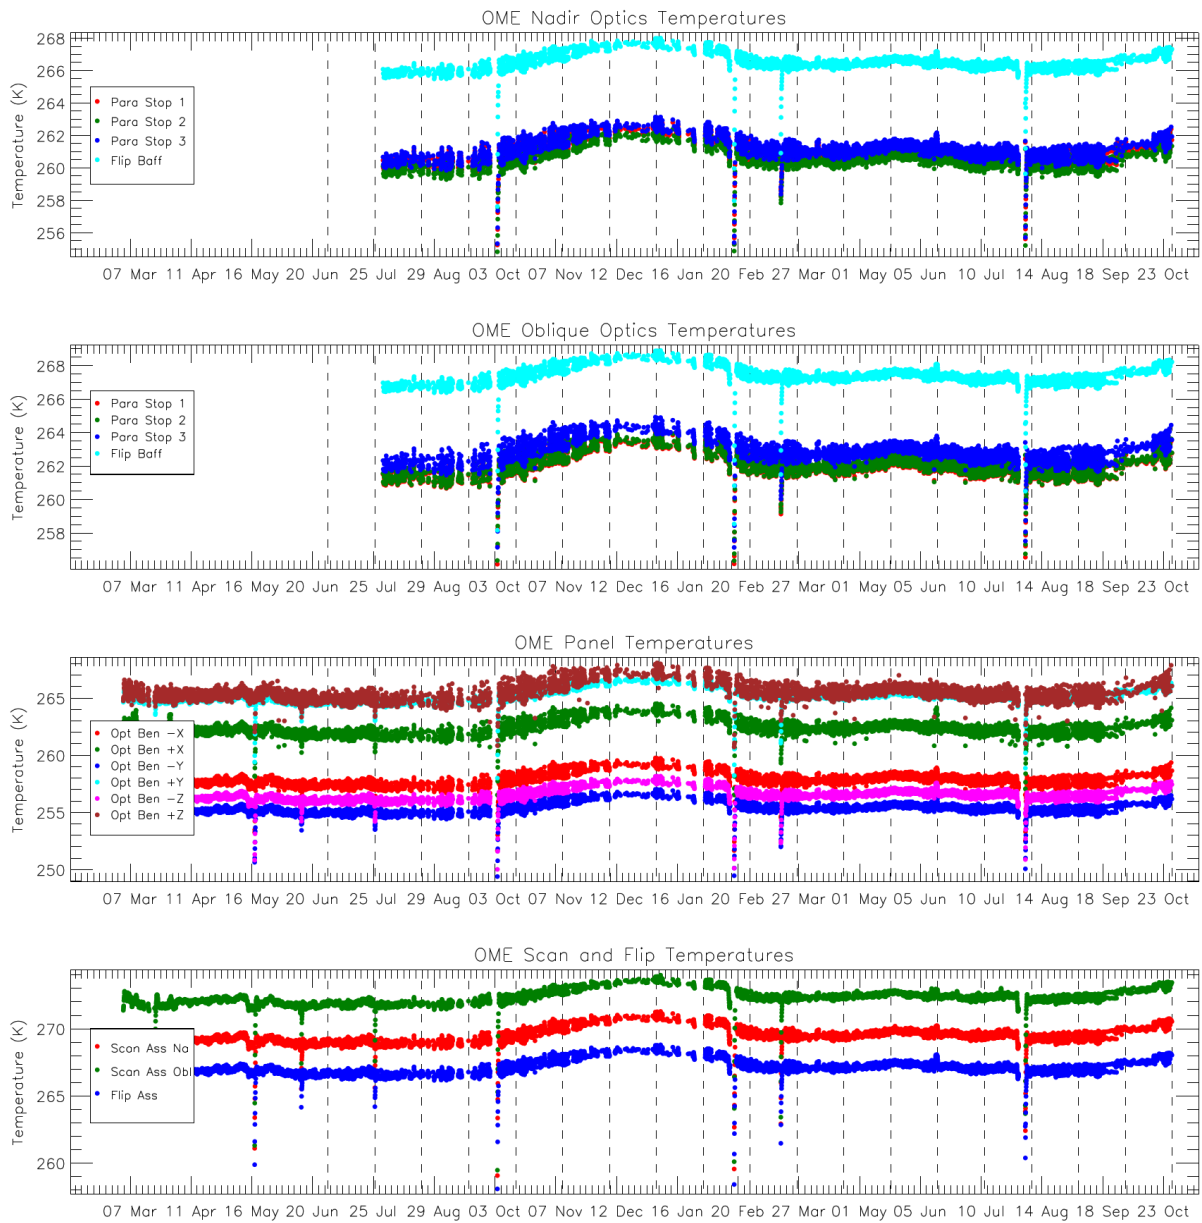 OME Nadir Optics Temperatures
Temperature (K)
268
266
264
262
260
258
256
Para Stop 1
Para Stop 2
Para Stop 3
Flip Baff
07 Mar 11 Apr 16 May 20 Jun 25 Jul 29 Aug 03 Oct 07 Nov 12 Dec 16 Jan 20 Feb 27 Mar 01 May 05 Jun 10 Jul 14 Aug 18 Sep 23 Oct
OME Oblique Optics Temperatures
Temperature (K)
268
266
264
262
260
258
Para Stop 1
Para Stop 2
Para Stop 3
Flip Baff
07 Mar 11 Apr 16 May 20 Jun 25 Jul 29 Aug 03 Oct 07 Nov 12 Dec 16 Jan 20 Feb 27 Mar 01 May 05 Jun 10 Jul 14 Aug 18 Sep 23 Oct
OME Panel Temperatures
Temperature (K)
265
260
255
250
Opt Ben −X
Opt Ben +X
Opt Ben −Y
Opt Ben +Y
Opt Ben −Z
Opt Ben +Z
07 Mar 11 Apr 16 May 20 Jun 25 Jul 29 Aug 03 Oct 07 Nov 12 Dec 16 Jan 20 Feb 27 Mar 01 May 05 Jun 10 Jul 14 Aug 18 Sep 23 Oct
OME Scan and Flip Temperatures
Temperature (K)
270
265
260
Scan Ass Na
Scan Ass Obl
Flip Ass
07 Mar 11 Apr 16 May 20 Jun 25 Jul 29 Aug 03 Oct 07 Nov 12 Dec 16 Jan 20 Feb 27 Mar 01 May 05 Jun 10 Jul 14 Aug 18 Sep 23 Oct